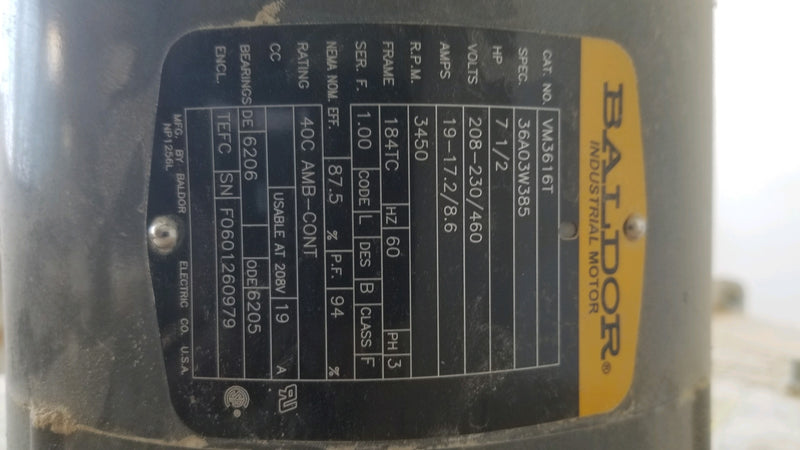 BALDOR®
INDUSTRIAL MOTOR
CAT. NO. VM3616T
SPEC. 36A03W385
HP 7 1/2
VOLTS 208-230/460
AMPS 19-17.2/8.6
R.P.M. 3450
FRAME 184TC HZ 60 PH 3
SER. F. 1.00 CODE L DES B CLASS F
NEMA NOM. EFF. 87.5 % P.F. 94 %
RATING 40C AMB-CONT
CC USABLE AT 208V 19 A
BEARINGS DE 6206 ODE 6205
ENCL. TEFC SN F0601260979
MFG. BY BALDOR ELECTRIC CO. U.S.A.
NP1256L